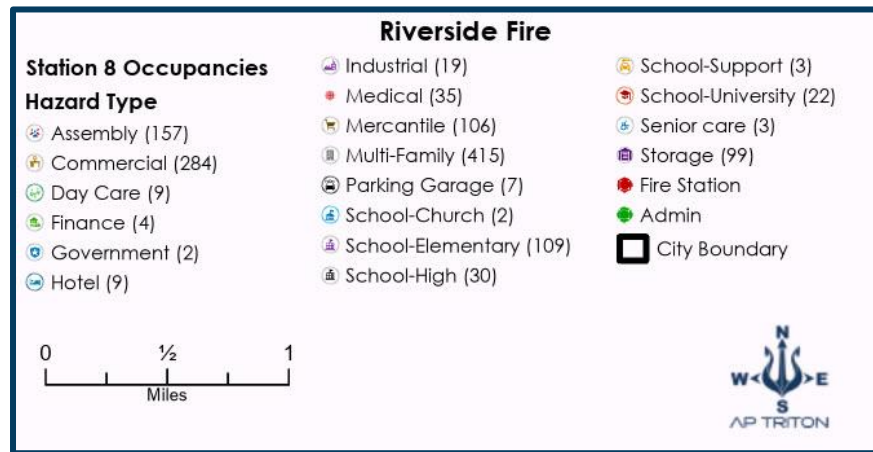 Riverside Fire
Station 8 Occupancies
Hazard Type
Assembly (157)
Commercial (284)
Day Care (9)
Finance (4)
Government (2)
Hotel (9)
Industrial (19)
Medical (35)
Mercantile (106)
Multi-Family (415)
Parking Garage (7)
School-Church (2)
School-Elementary (109)
School-High (30)
School-Support (3)
School-University (22)
Senior care (3)
Storage (99)
Fire Station
Admin
City Boundary
0 ½ 1
Miles
N
W E
S
AP TRITON